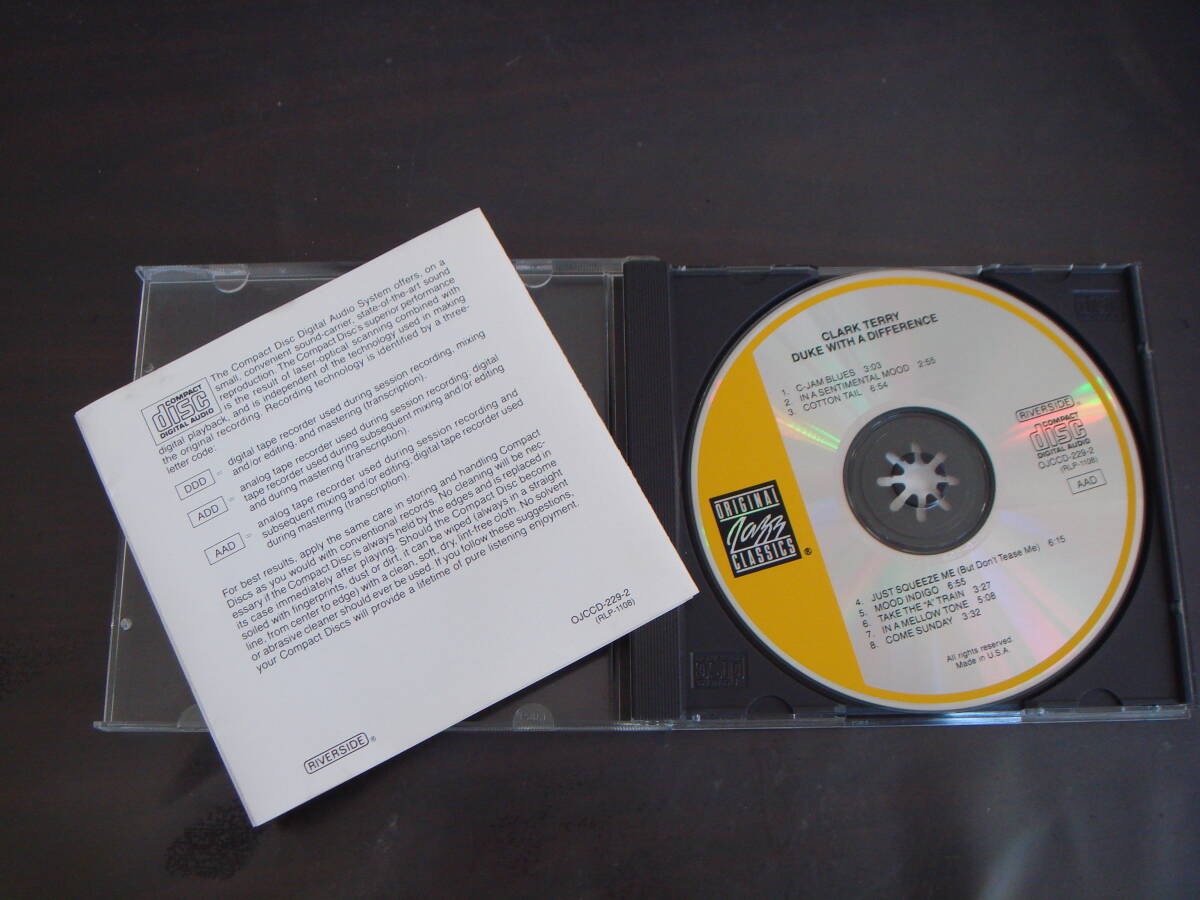 The Compact Disc Digital Audio System offers, on a
small, convenient sound-carrier, state-of-the-art sound
reproduction. The Compact Disc's superior performance
is the result of laser-optical scanning combined with
digital playback, and is independent of the technology used in making
the original recording. Recording technology is identified by a three-
letter code:
COMPACT
disc
DIGITAL AUDIO
DDD = digital tape recorder used during session recording, mixing
and/or editing, and mastering (transcription).
ADD = analog tape recorder used during session recording; digital
tape recorder used during subsequent mixing and/or editing
and during mastering (transcription).
AAD = analog tape recorder used during session recording and
subsequent mixing and/or editing; digital tape recorder used
during mastering (transcription).
For best results, apply the same care in storing and handling Compact
Discs as you would with conventional records. No cleaning will be nec-
essary if the Compact Disc is always held by the edges and is replaced in
its case immediately after playing. Should the Compact Disc become
soiled with fingerprints, dust or dirt, it can be wiped (always in a straight
line, from center to edge) with a clean, soft, dry, lint-free cloth. No solvent
or abrasive cleaner should ever be used. If you follow these suggestions,
your Compact Discs will provide a lifetime of pure listening enjoyment.
OJCCD-229-2
(RLP-1108)
RIVERSIDE ®
CLARK TERRY
DUKE WITH A DIFFERENCE
1. C-JAM BLUES 3:03
2. IN A SENTIMENTAL MOOD 2:55
3. COTTON TAIL 6:54
RIVERSIDE ®
COMPACT
disc
DIGITAL AUDIO
OJCCD-229-2
(RLP-1108)
AAD
ORIGINAL
Jazz
CLASSICS ®
4. JUST SQUEEZE ME (But Don't Tease Me) 6:15
5. MOOD INDIGO 6:55
6. TAKE THE "A" TRAIN 3:27
7. IN A MELLOW TONE 5:08
8. COME SUNDAY 3:32
All rights reserved.
Made in U.S.A.